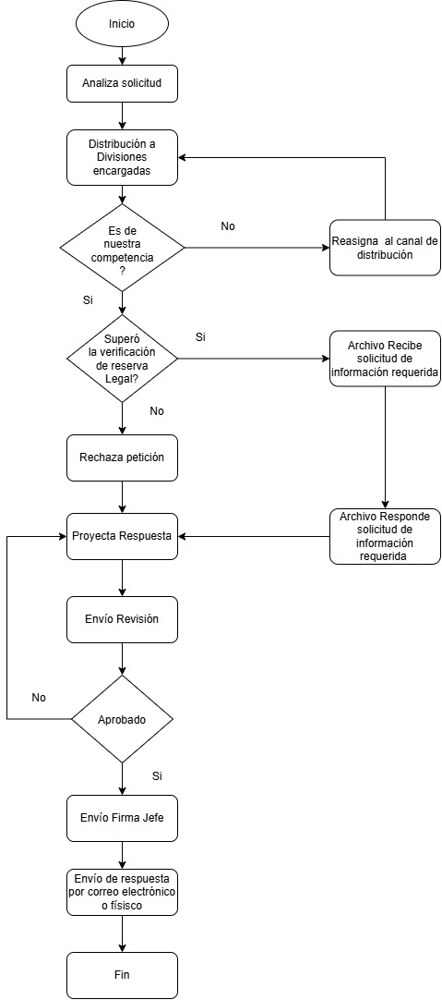 Inicio
Analiza solicitud
Distribución a
Divisiones
encargadas
Es de
nuestra
competencia
?
No
Reasigna al canal de
distribución
Si
Superó
la verificación
de reserva
Legal?
Si
Archivo Recibe
solicitud de
información requerida
No
Rechaza petición
Proyecta Respuesta
Archivo Responde
solicitud de
información
requerida
Envío Revisión
No
Aprobado
Si
Envío Firma Jefe
Envío de respuesta
por correo electrónico
o físisco
Fin